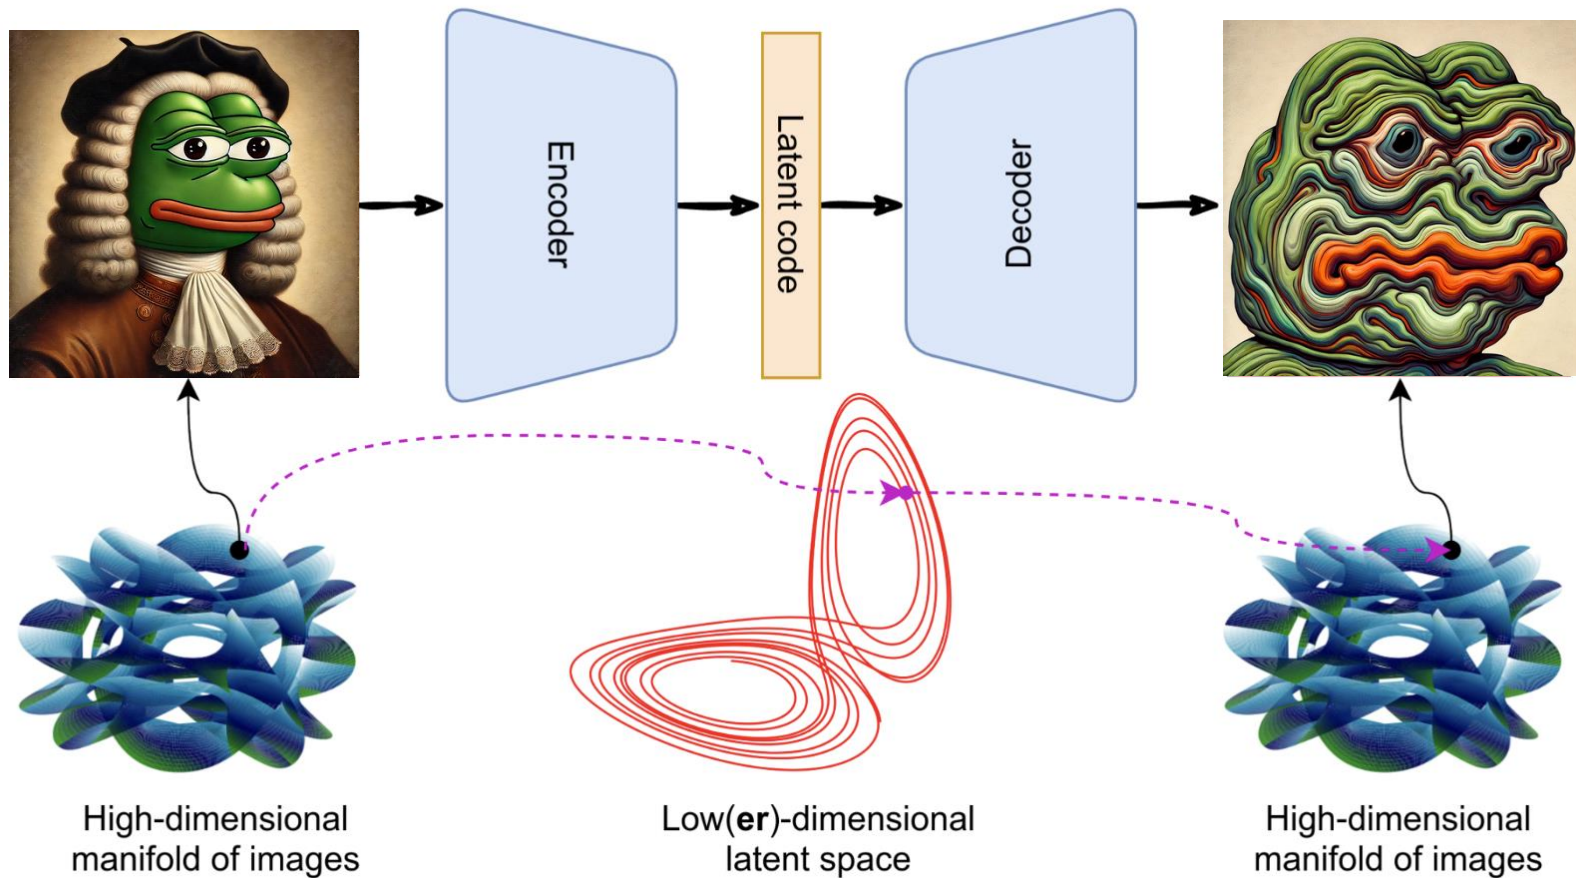 Encoder
Latent code
Decoder
High-dimensional
manifold of images
Low(er)-dimensional
latent space
High-dimensional
manifold of images